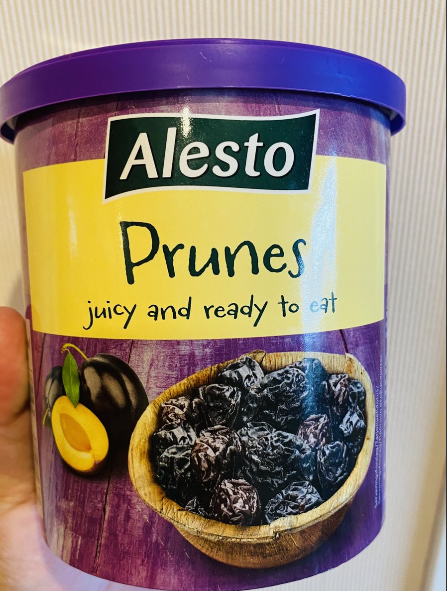 Alesto
Prunes
juicy and ready to eat